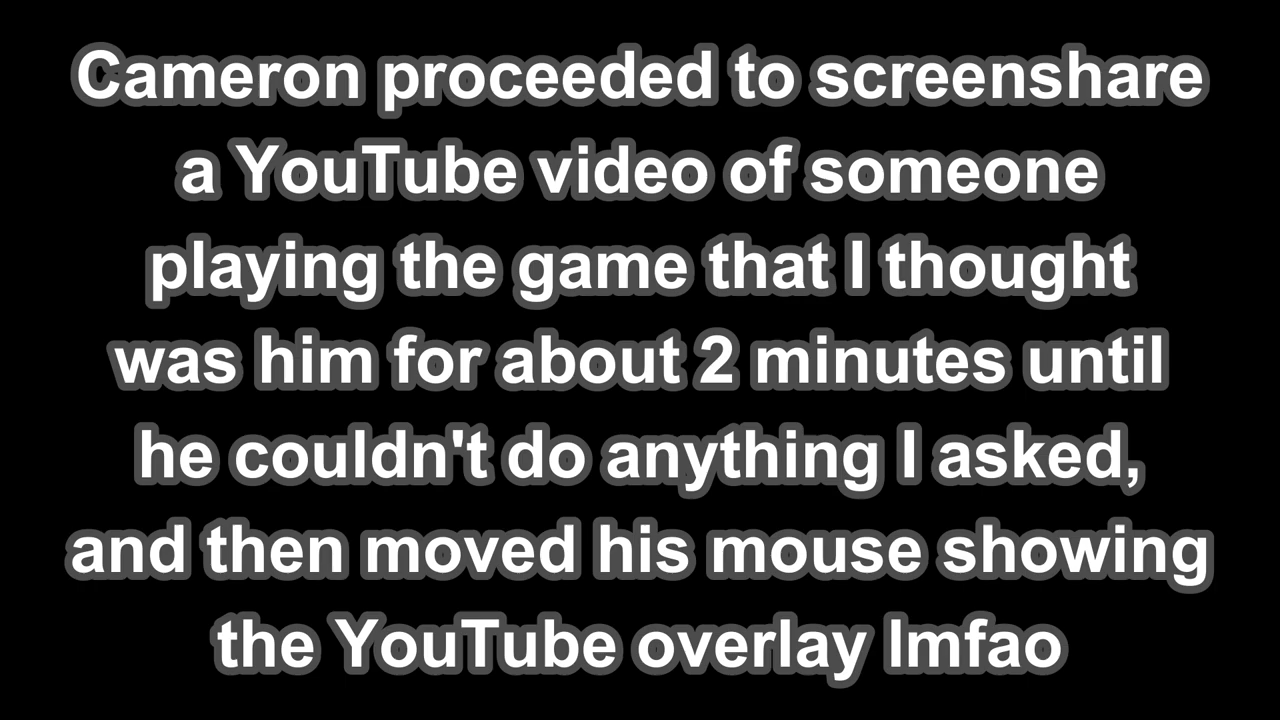 Cameron proceeded to screenshare
a YouTube video of someone
playing the game that I thought
was him for about 2 minutes until
he couldn't do anything I asked,
and then moved his mouse showing
the YouTube overlay lmfao